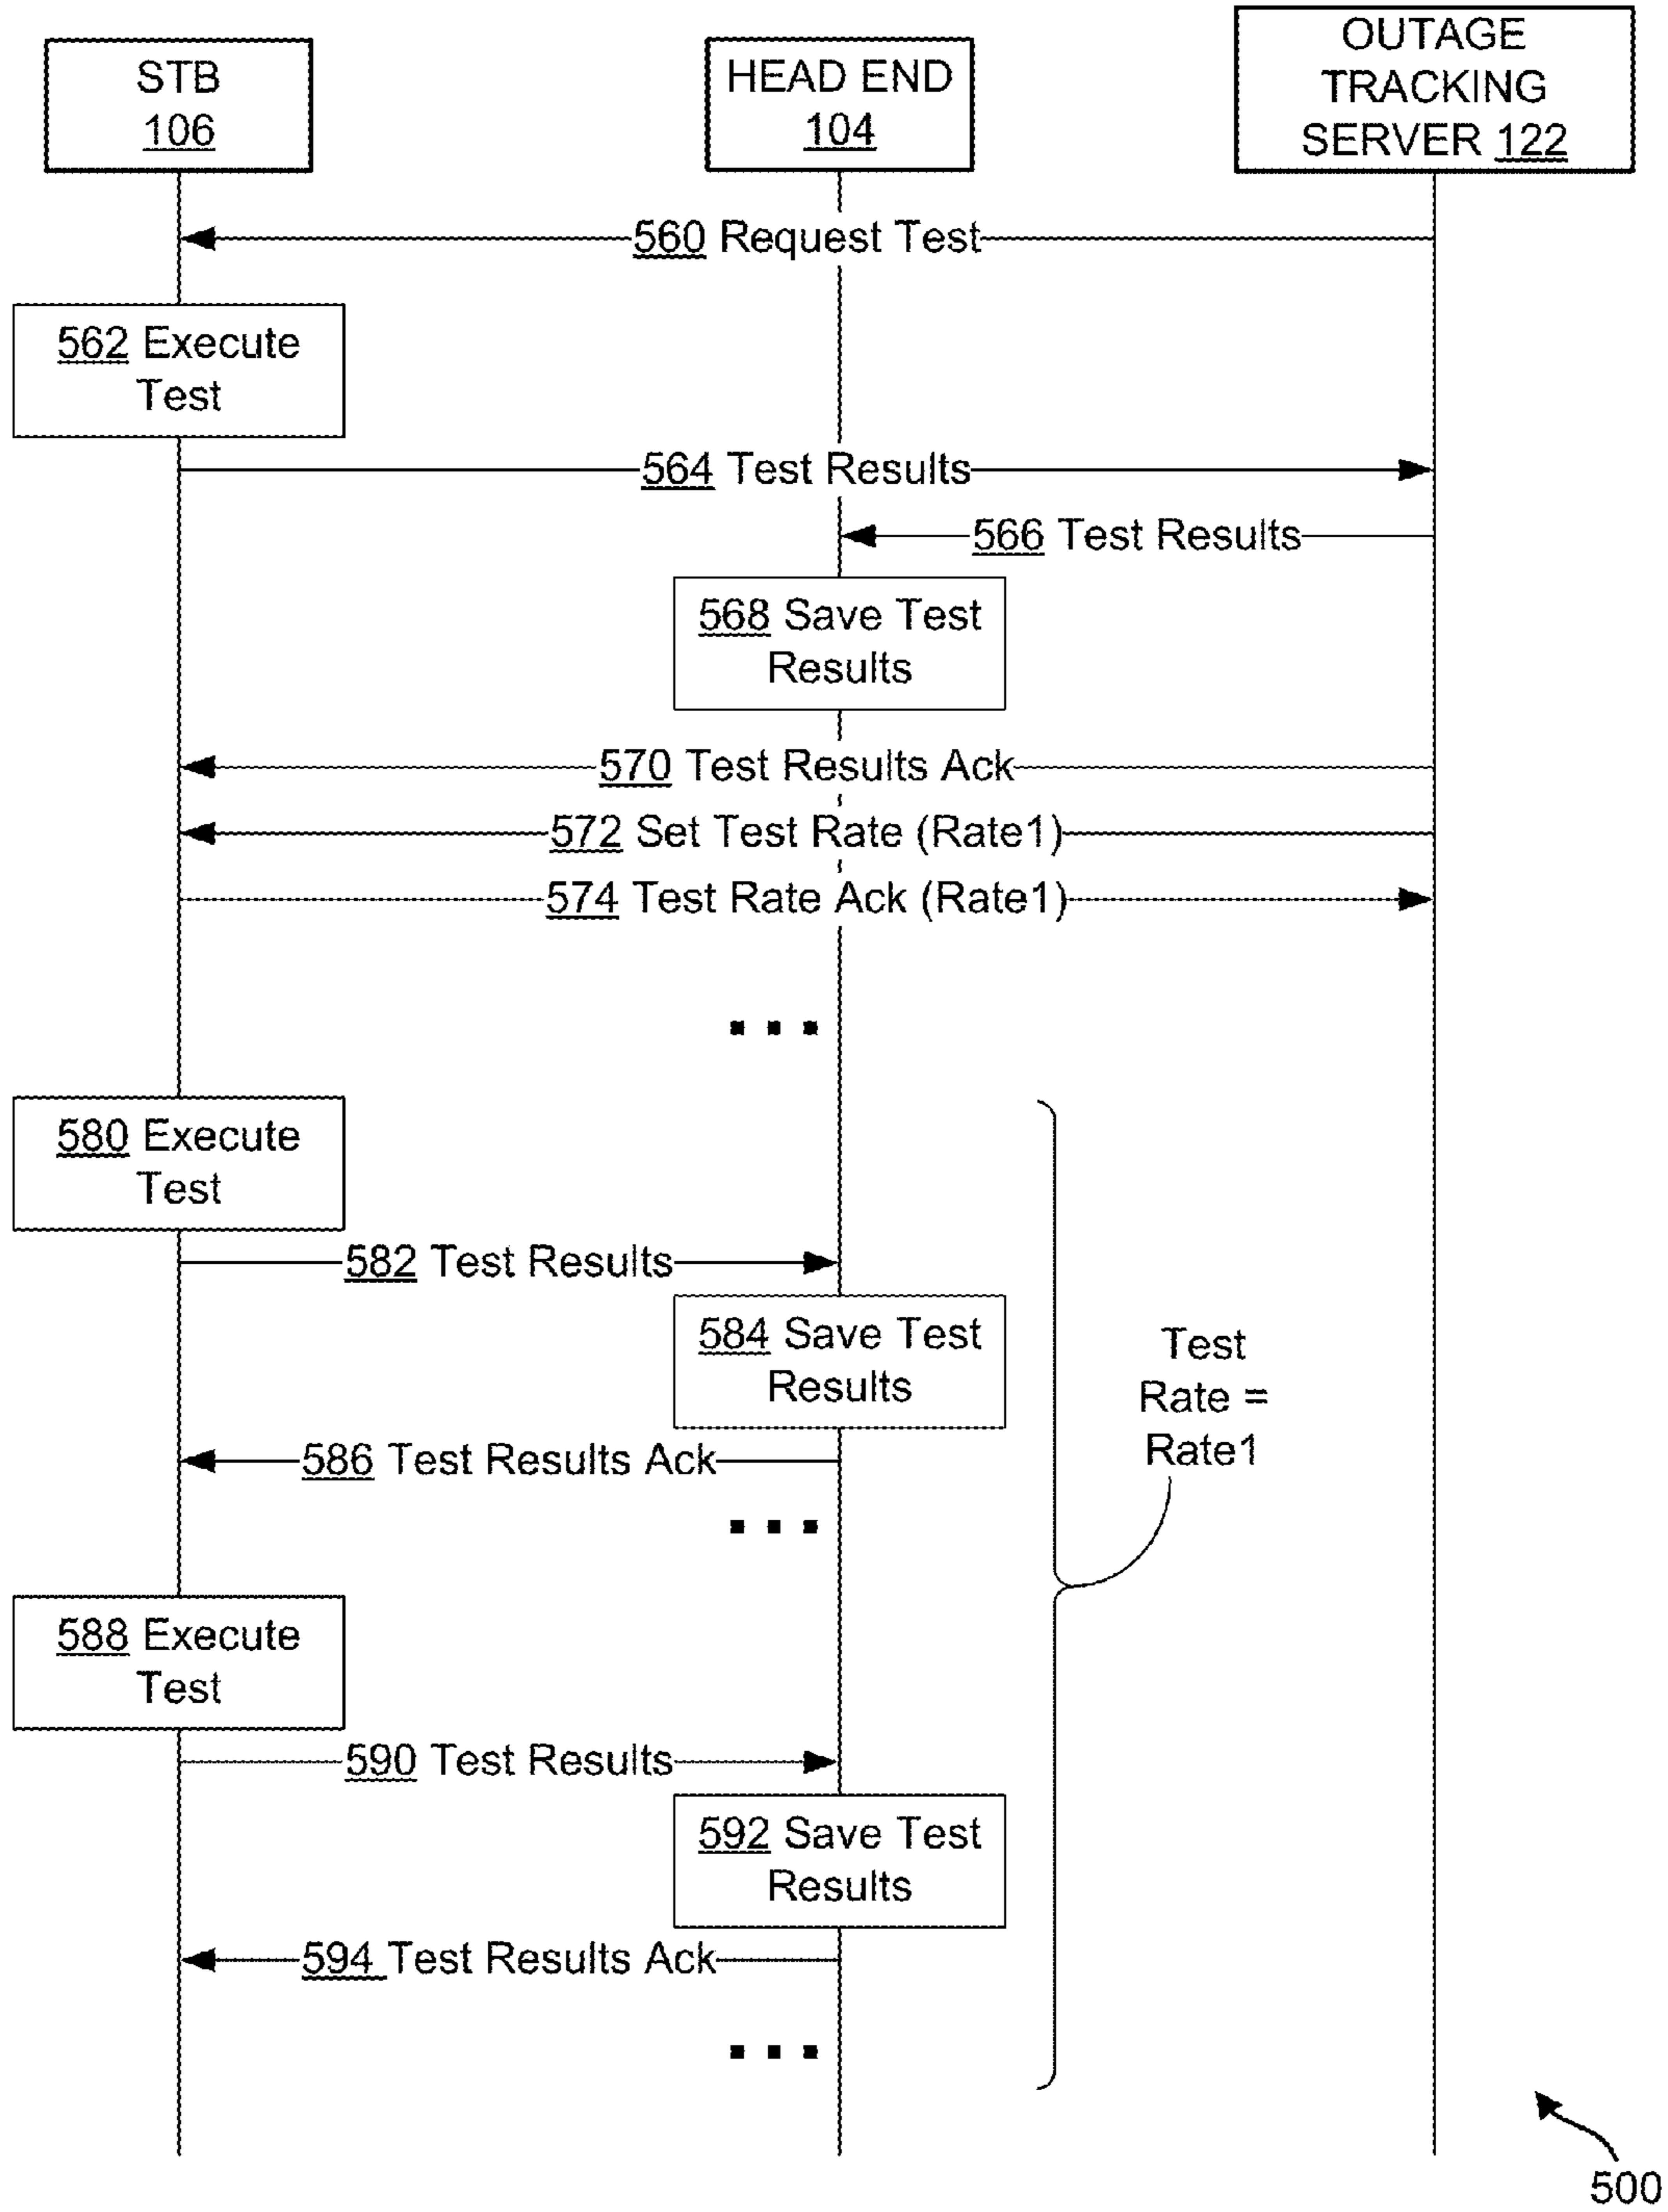 STB
106
HEAD END
104
OUTAGE
TRACKING
SERVER 122
560 Request Test
562 Execute
Test
564 Test Results
566 Test Results
568 Save Test
Results
570 Test Results Ack
572 Set Test Rate (Rate1)
574 Test Rate Ack (Rate1)
...
580 Execute
Test
582 Test Results
584 Save Test
Results
Test
Rate =
Rate1
586 Test Results Ack
...
588 Execute
Test
590 Test Results
592 Save Test
Results
594 Test Results Ack
...
500